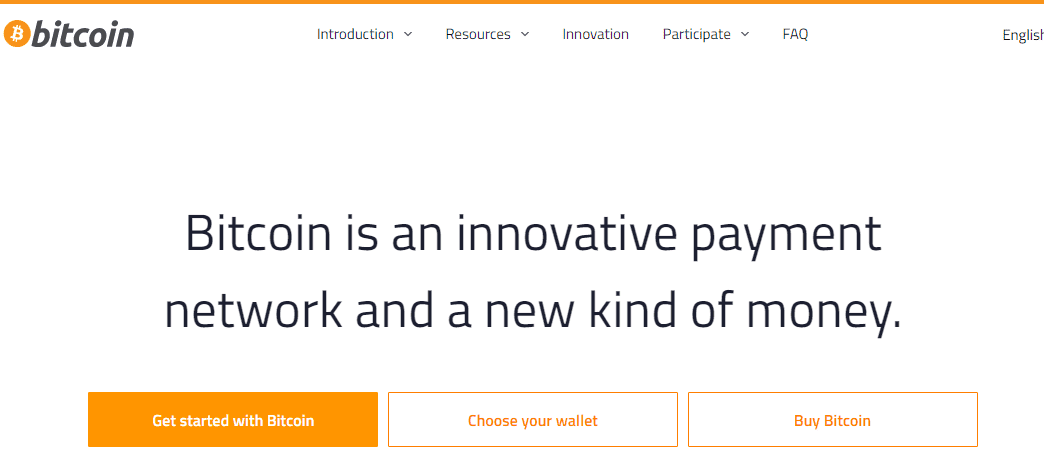 bitcoin Introduction Resources Innovation Participate FAQ English
Bitcoin is an innovative payment
network and a new kind of money.
Get started with Bitcoin Choose your wallet Buy Bitcoin